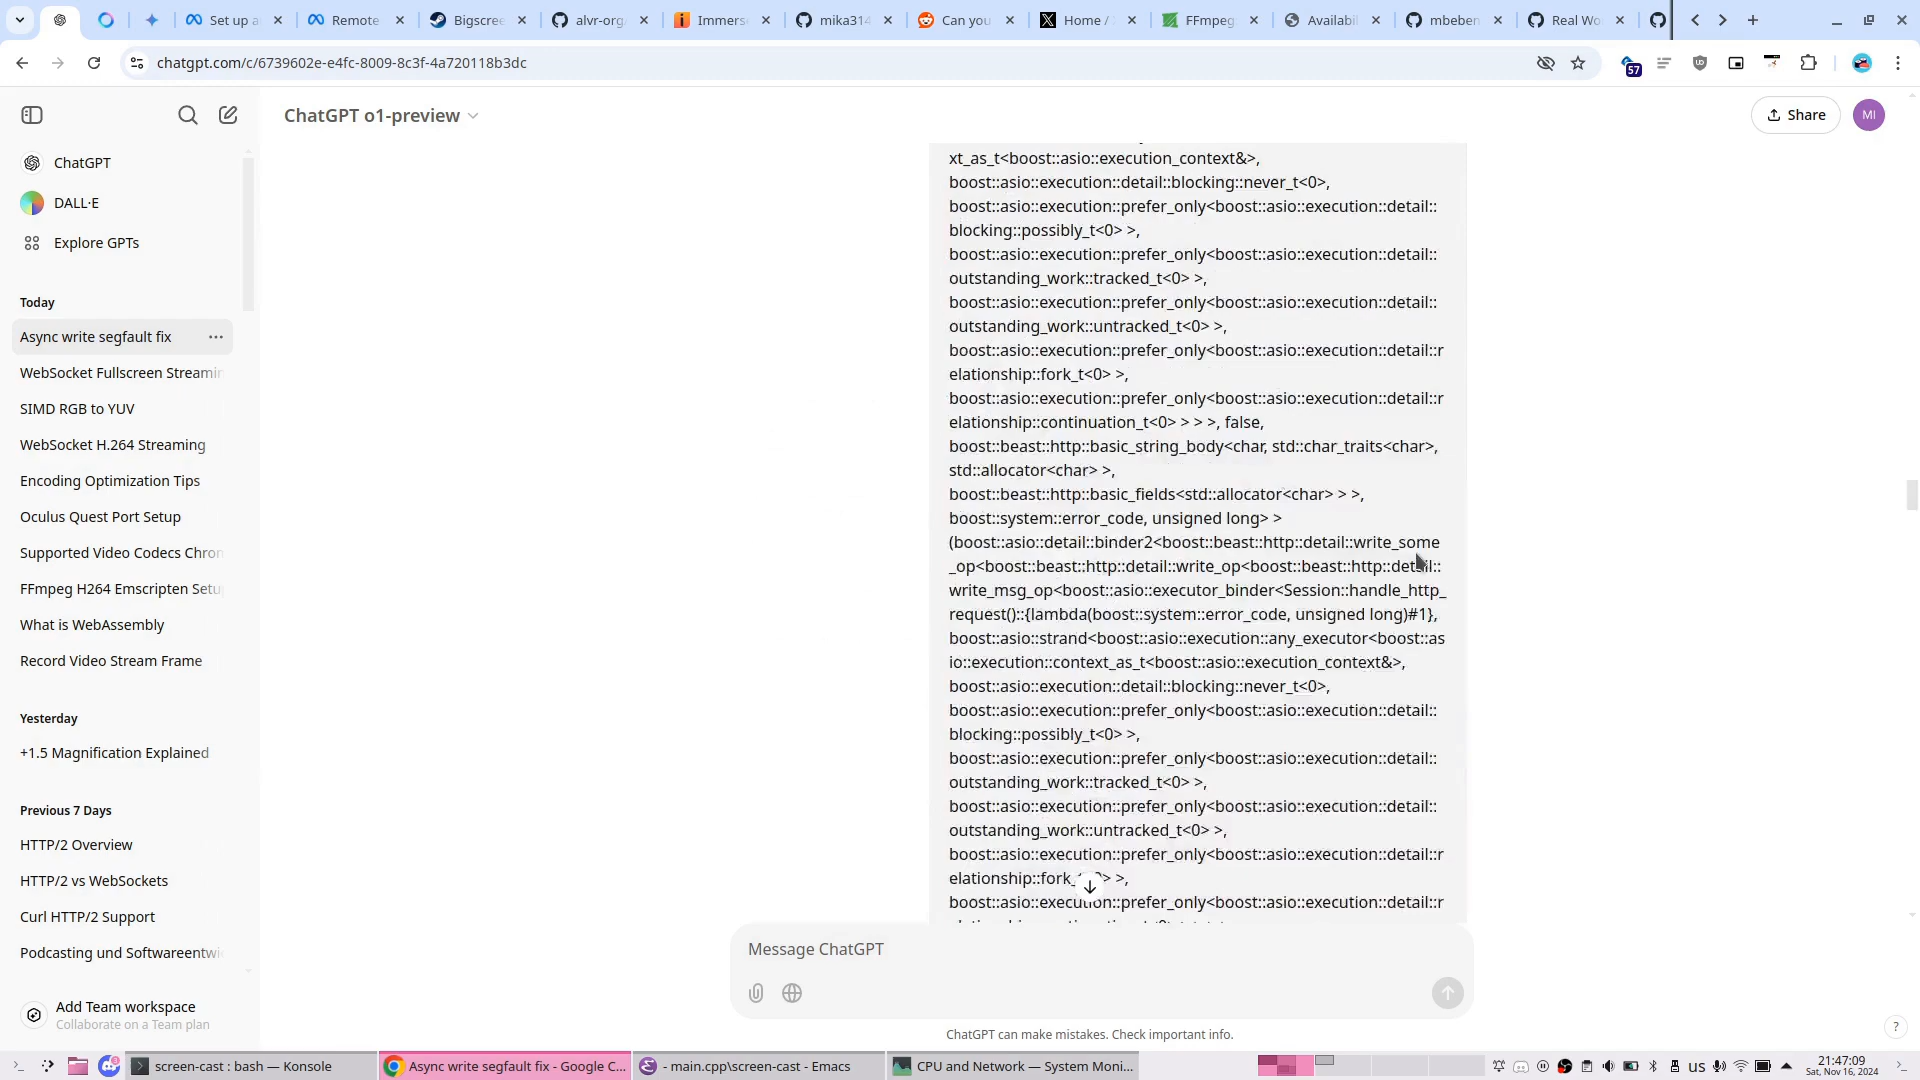 Set up a
Remote
Bigscree
alvr-org
Immers
mika314
Can you
Home /
FFmpeg
Availabi
mbeben
Real Wo
chatgpt.com/c/6739602e-e4fc-8009-8c3f-4a720118b3dc
57
ChatGPT o1-preview
Share
MI
ChatGPT
DALL·E
Explore GPTs
Today
Async write segfault fix
WebSocket Fullscreen Streamin
SIMD RGB to YUV
WebSocket H.264 Streaming
Encoding Optimization Tips
Oculus Quest Port Setup
Supported Video Codecs Chron
FFmpeg H264 Emscripten Setu
What is WebAssembly
Record Video Stream Frame
Yesterday
+1.5 Magnification Explained
Previous 7 Days
HTTP/2 Overview
HTTP/2 vs WebSockets
Curl HTTP/2 Support
Podcasting und Softwareentwi
Add Team workspace
Collaborate on a Team plan
xt_as_t<boost::asio::execution_context&>,
boost::asio::execution::detail::blocking::never_t<0>,
boost::asio::execution::prefer_only<boost::asio::execution::detail::
blocking::possibly_t<0> >,
boost::asio::execution::prefer_only<boost::asio::execution::detail::
outstanding_work::tracked_t<0> >,
boost::asio::execution::prefer_only<boost::asio::execution::detail::
outstanding_work::untracked_t<0> >,
boost::asio::execution::prefer_only<boost::asio::execution::detail::r
elationship::fork_t<0> >,
boost::asio::execution::prefer_only<boost::asio::execution::detail::r
elationship::continuation_t<0> > > >, false,
boost::beast::http::basic_string_body<char, std::char_traits<char>,
std::allocator<char> >,
boost::beast::http::basic_fields<std::allocator<char> > >,
boost::system::error_code, unsigned long> >
(boost::asio::detail::binder2<boost::beast::http::detail::write_some
_op<boost::beast::http::detail::write_op<boost::beast::http::detail::
write_msg_op<boost::asio::executor_binder<Session::handle_http_
request()::{lambda(boost::system::error_code, unsigned long)#1},
boost::asio::strand<boost::asio::execution::any_executor<boost::as
io::execution::context_as_t<boost::asio::execution_context&>,
boost::asio::execution::detail::blocking::never_t<0>,
boost::asio::execution::prefer_only<boost::asio::execution::detail::
blocking::possibly_t<0> >,
boost::asio::execution::prefer_only<boost::asio::execution::detail::
outstanding_work::tracked_t<0> >,
boost::asio::execution::prefer_only<boost::asio::execution::detail::
outstanding_work::untracked_t<0> >,
boost::asio::execution::prefer_only<boost::asio::execution::detail::r
elationship::fork_t<0> >,
boost::asio::execution::prefer_only<boost::asio::execution::detail::r
Message ChatGPT
ChatGPT can make mistakes. Check important info.
?
screen-cast : bash — Konsole
Async write segfault fix - Google C...
- main.cpp\screen-cast - Emacs
CPU and Network — System Moni...
us
21:47:09
Sat, Nov 16, 2024